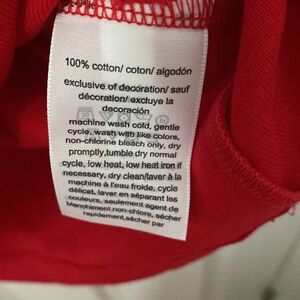 100% cotton/ coton/ algodón
exclusive of decoration/ sauf
décoration/ excluye la
decoración
machine wash cold, gentle
cycle, wash with like colors,
non-chlorine bleach only, dry
promptly,tumble dry normal
cycle, low heat, low heat iron if
necessary, dry clean/laver à la
machine à l'eau froide, cycle
délicat, laver en séparant les
couleurs, seulement agent de
blanchiment non-chlore, sécher
rapidement,sécher par